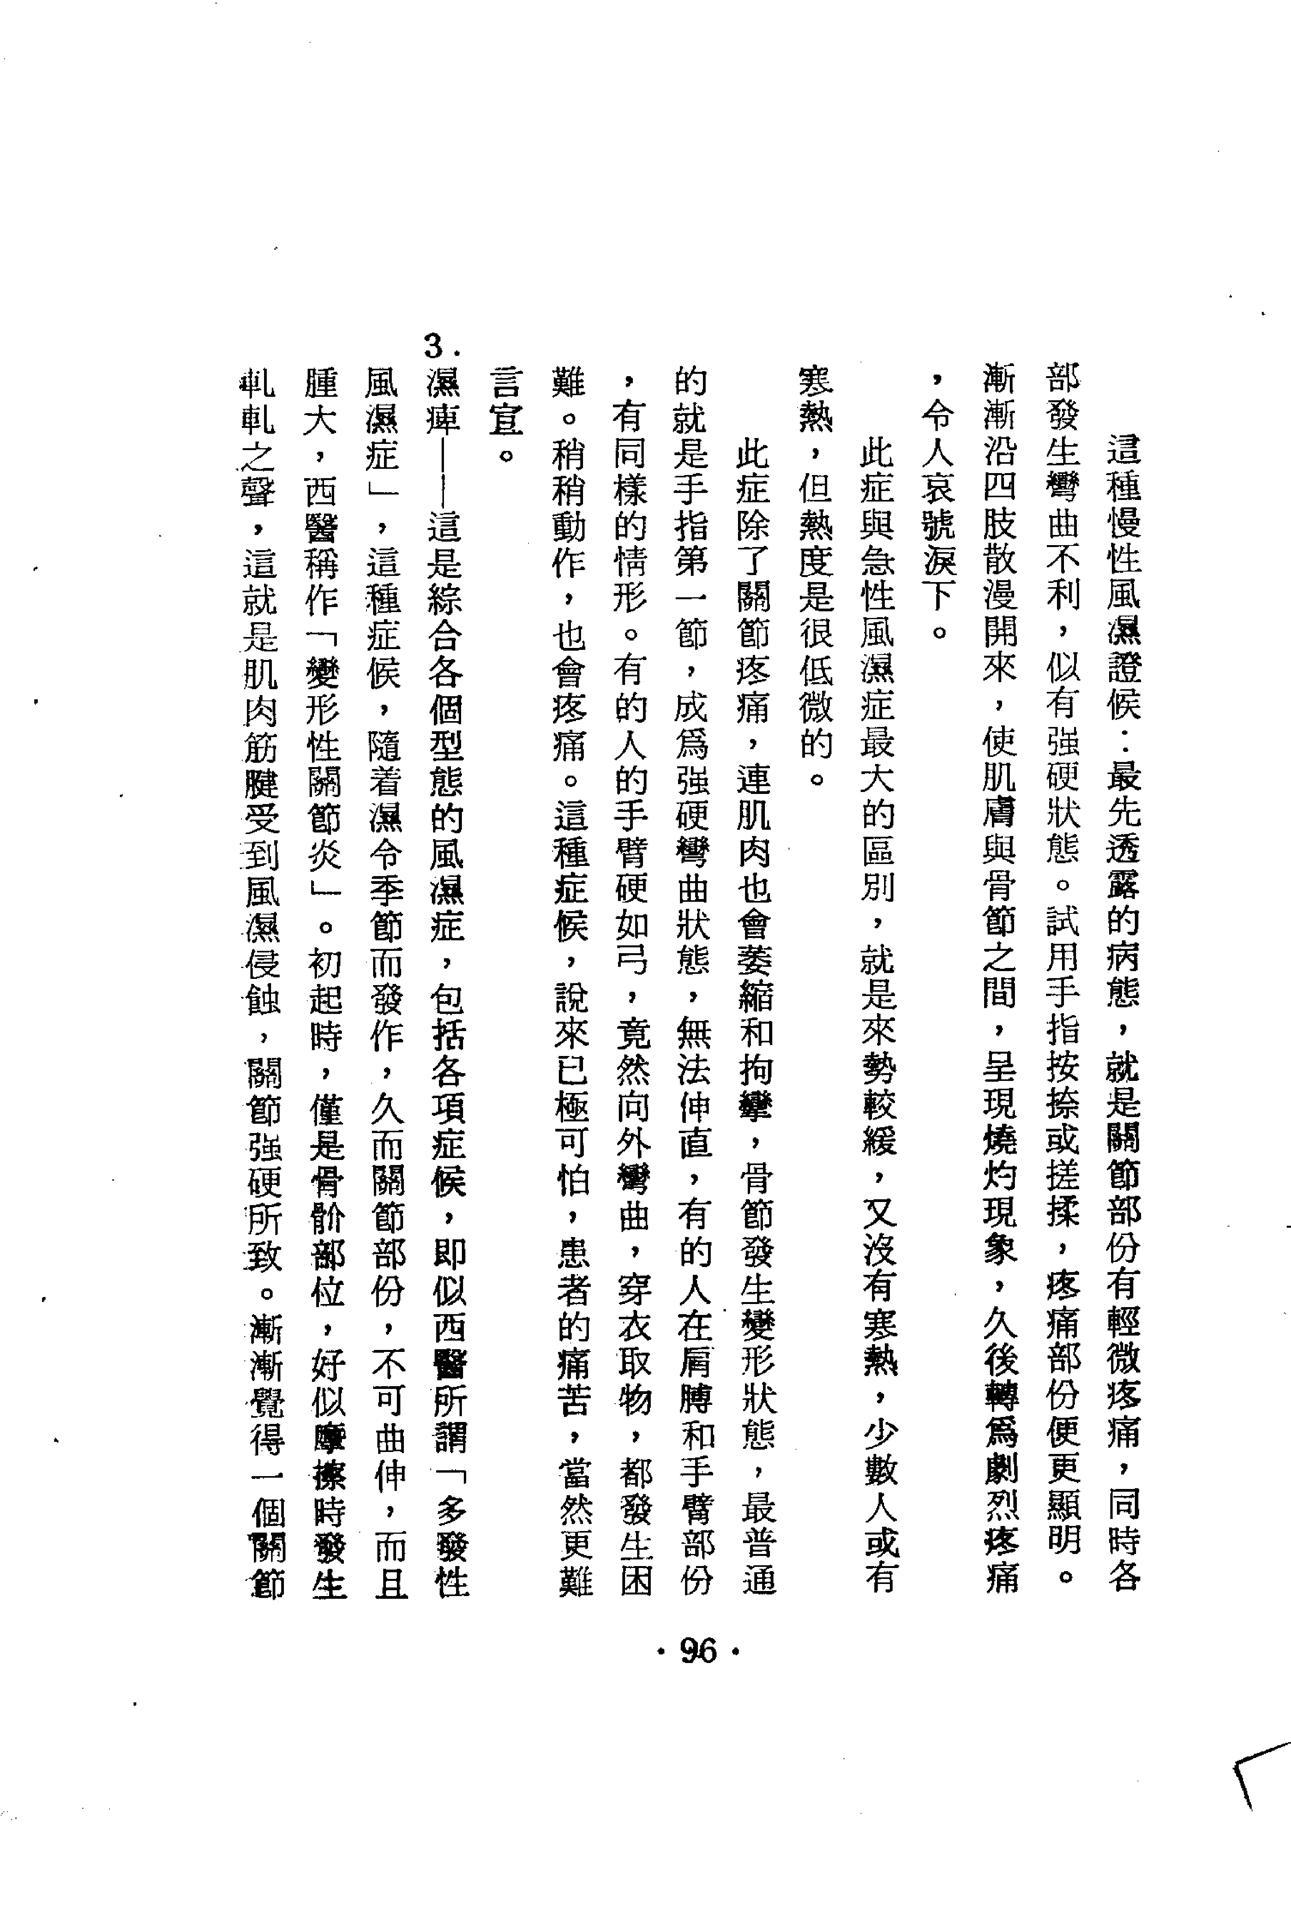 這種慢性風濕證候：最先透露的病態，就是關節部份有輕微疼痛，同時各
部發生彎曲不利，似有强硬狀態。試用手指按捺或搓揉，疼痛部份便更顯明。
漸漸沿四肢散漫開來，使肌膚與骨節之間，呈現燒灼現象，久後轉爲劇烈疼痛
，令人哀號淚下。
此症與急性風濕症最大的區別，就是來勢較緩，又沒有寒熱，少數人或有
寒熱，但熱度是很低微的。
此症除了關節疼痛，連肌肉也會萎縮和拘攣，骨節發生變形狀態，最普通
的就是手指第一節，成爲强硬彎曲狀態，無法伸直，有的人在肩膊和手臂部份
，有同樣的情形。有的人的手臂硬如弓，竟然向外彎曲，穿衣取物，都發生困
難。稍稍動作，也會疼痛。這種症候，說來已極可怕，患者的痛苦，當然更難
言宣。
3.濕痺——這是綜合各個型態的風濕症，包括各項症候，即似西醫所謂「多發性
風濕症」，這種症候，隨着濕令季節而發作，久而關節部份，不可曲伸，而且
腫大，西醫稱作「變形性關節炎」。初起時，僅是骨骱部位，好似摩擦時發生
軋軋之聲，這就是肌肉筋腱受到風濕侵蝕，關節强硬所致。漸漸覺得一個關節
·96·